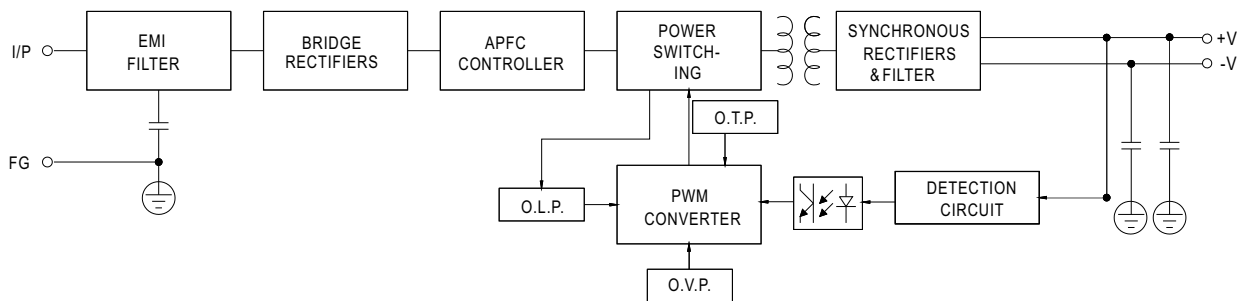 I/P
EMI
FILTER
BRIDGE
RECTIFIERS
APFC
CONTROLLER
POWER
SWITCH-
ING
SYNCHRONOUS
RECTIFIERS
&FILTER
+V
-V
O.T.P.
FG
O.L.P.
PWM
CONVERTER
DETECTION
CIRCUIT
O.V.P.